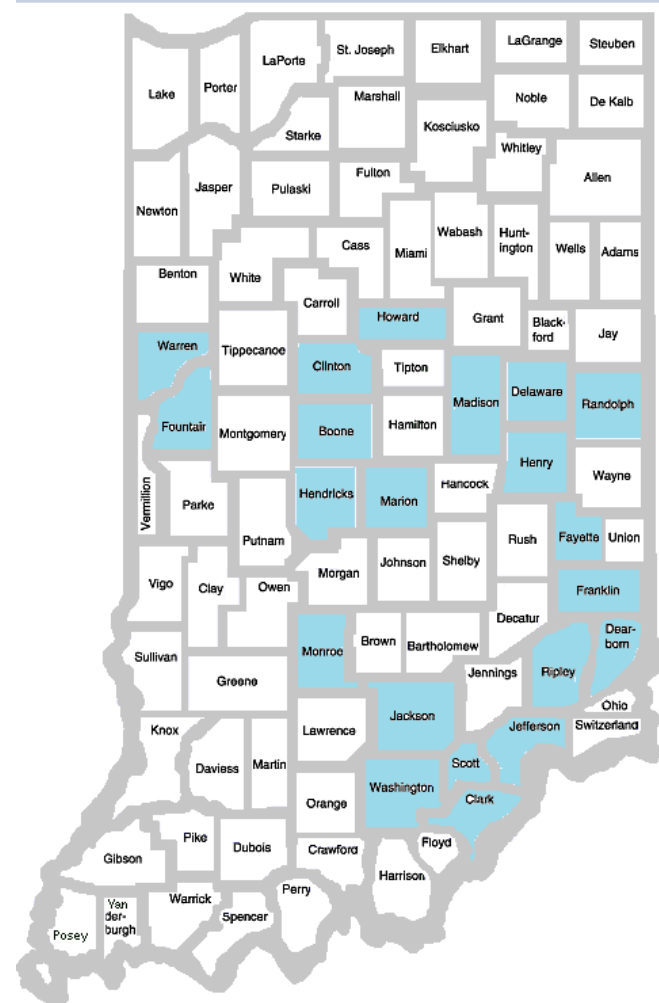 LaPorte
St. Joseph
Elkhart
LaGrange
Steuben
Lake
Porter
Marshall
Noble
De Kalb
Starke
Kosciusko
Whitley
Allen
Newton
Jasper
Pulaski
Fulton
Benton
White
Cass
Miami
Wabash
Hunt-
ington
Wells
Adams
Carroll
Howard
Grant
Black-
ford
Jay
Warren
Tippecanoe
Clinton
Tipton
Madison
Delaware
Randolph
Fountair
Montgomery
Boone
Hamilton
Henry
Wayne
Vermillion
Parke
Putnam
Hendricks
Marion
Hancock
Rush
Fayette
Union
Vigo
Clay
Owen
Morgan
Johnson
Shelby
Franklin
Decatur
Sullivan
Greene
Monroe
Brown
Bartholomew
Jennings
Ripley
Dear-
born
Ohio
Switzerland
Knox
Daviess
Martin
Lawrence
Jackson
Jefferson
Scott
Washington
Clark
Orange
Gibson
Pike
Dubois
Crawford
Floyd
Harrison
Posey
Van
der-
burgh
Warrick
Spencer
Perry